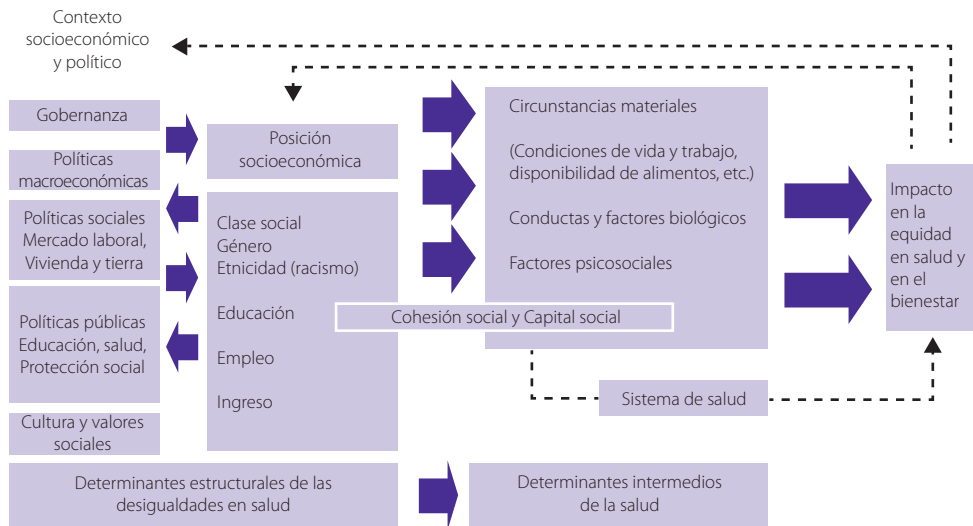 Contexto
socioeconómico
y político
Gobernanza
Políticas
macroeconómicas
Políticas sociales
Mercado laboral,
Vivienda y tierra
Políticas públicas
Educación, salud,
Protección social
Cultura y valores
sociales
Posición
socioeconómica
Clase social
Género
Etnicidad (racismo)
Educación
Empleo
Ingreso
Cohesión social y Capital social
Circunstancias materiales
(Condiciones de vida y trabajo,
disponibilidad de alimentos, etc.)
Conductas y factores biológicos
Factores psicosociales
Sistema de salud
Impacto
en la
equidad
en salud y
en el
bienestar
Determinantes estructurales de las
desigualdades en salud
Determinantes intermedios
de la salud